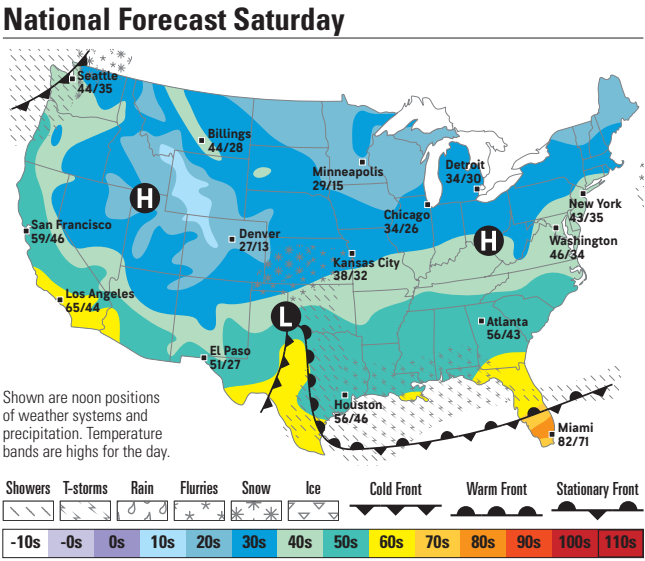 National Forecast Saturday
Seattle
44/35
Billings
44/28
Minneapolis
29/15
Detroit
34/30
H
Chicago
34/26
New York
43/35
San Francisco
59/46
Denver
27/13
H
Washington
46/34
Kansas City
38/32
Los Angeles
65/44
L
Atlanta
56/43
El Paso
51/27
Shown are noon positions
of weather systems and
precipitation. Temperature
bands are highs for the day.
Houston
56/46
Miami
82/71
Showers T-storms Rain Flurries Snow Ice Cold Front Warm Front Stationary Front
-10s -0s 0s 10s 20s 30s 40s 50s 60s 70s 80s 90s 100s 110s